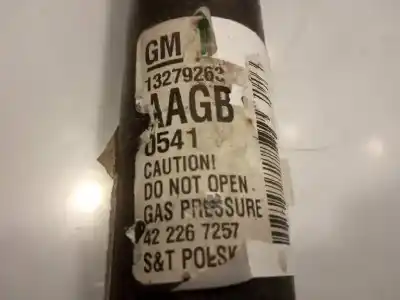 GM
13279263
AAGB
0541
CAUTION!
DO NOT OPEN
GAS PRESSURE
42 226 7257
S&T POLSK